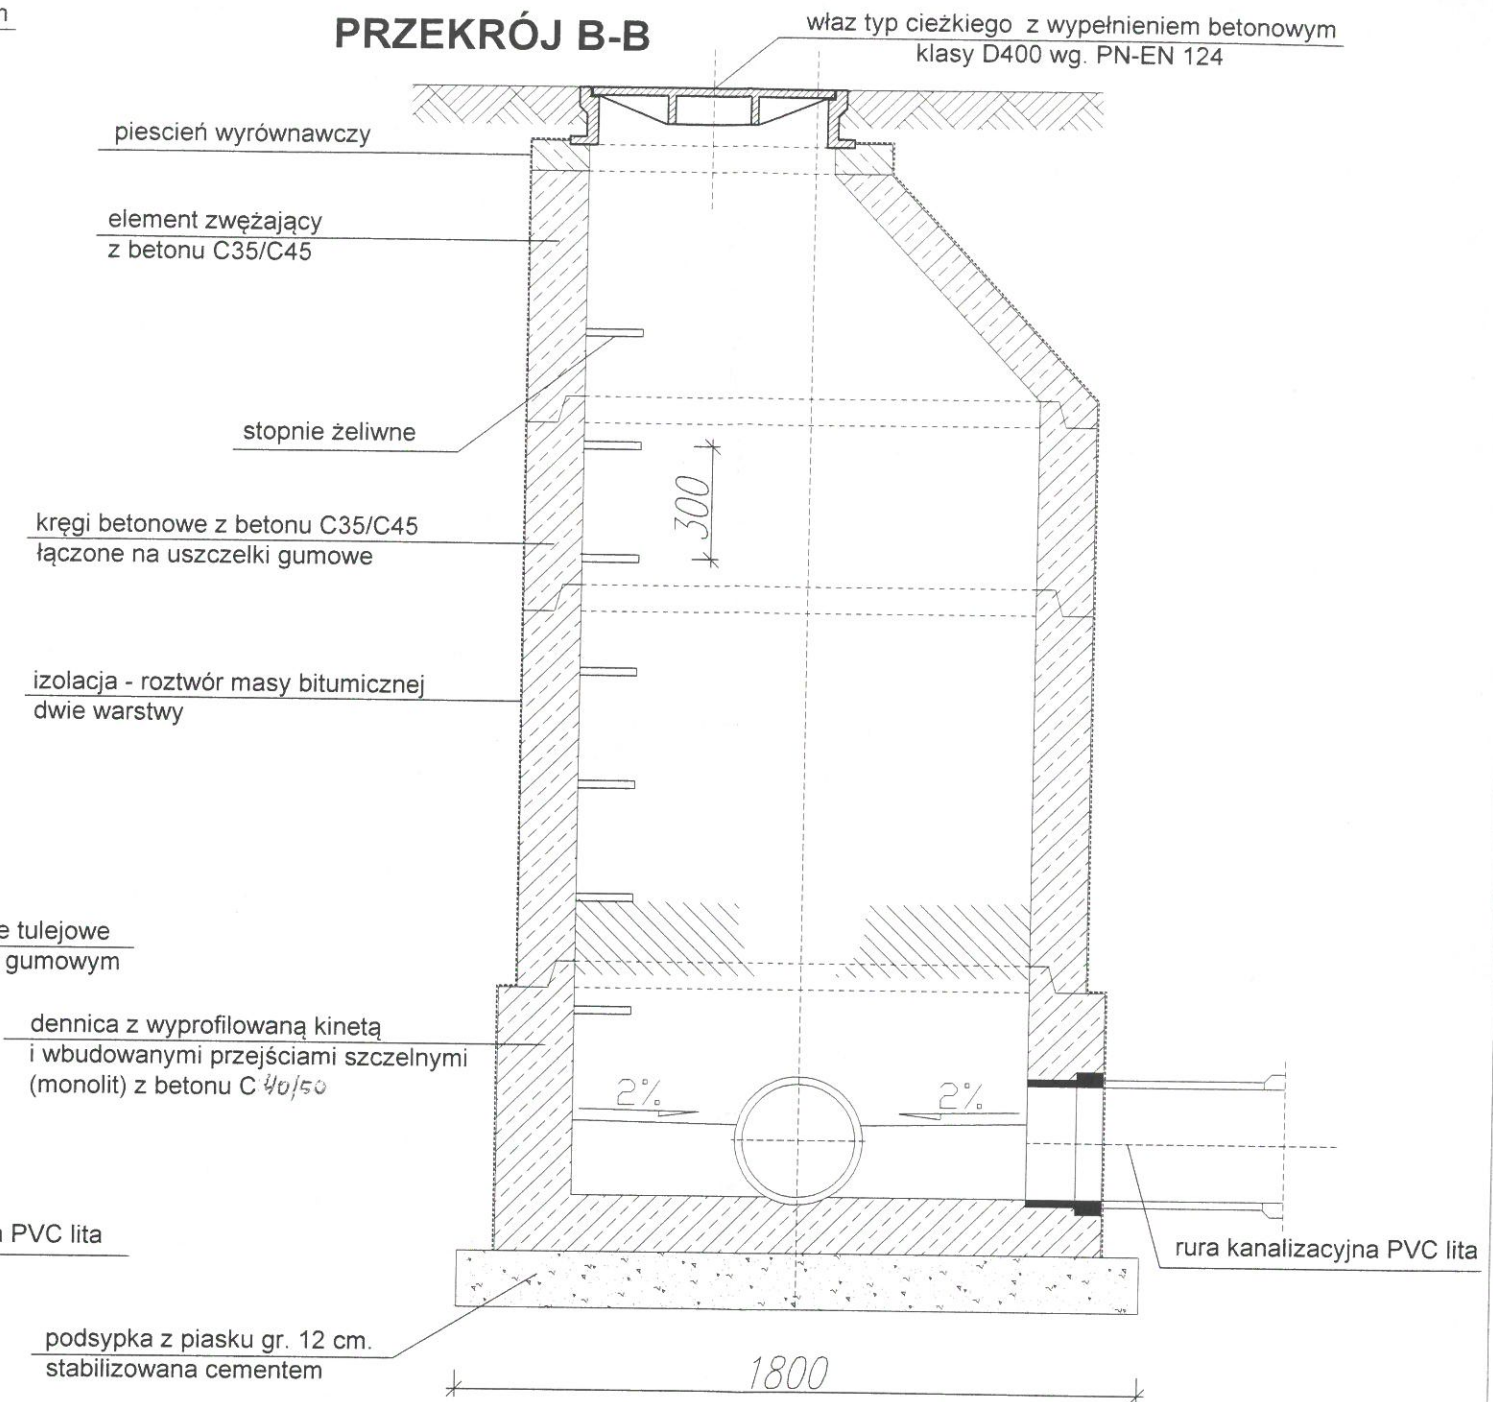 m
PRZEKRÓJ B-B
właz typ cieżkiego z wypełnieniem betonowym
klasy D400 wg. PN-EN 124
piescień wyrównawczy
element zwężający
z betonu C35/C45
stopnie żeliwne
300
kręgi betonowe z betonu C35/C45
łączone na uszczelki gumowe
izolacja - roztwór masy bitumicznej
dwie warstwy
e tulejowe
gumowym
dennica z wyprofilowaną kinetą
i wbudowanymi przejściami szczelnymi
(monolit) z betonu C 40/50
2%
2%
PVC lita
rura kanalizacyjna PVC lita
podsypka z piasku gr. 12 cm.
stabilizowana cementem
1800